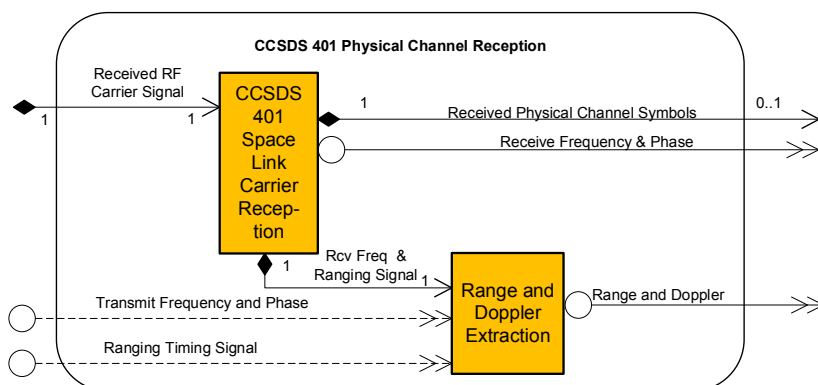 CCSDS 401 Physical Channel Reception
Received RF
Carrier Signal
1
1
CCSDS
401
Space
Link
Carrier
Recep-
tion
1
0..1
Received Physical Channel Symbols
Receive Frequency & Phase
1
Rcv Freq &
Ranging Signal
1
Transmit Frequency and Phase
Ranging Timing Signal
Range and
Doppler
Extraction
Range and Doppler